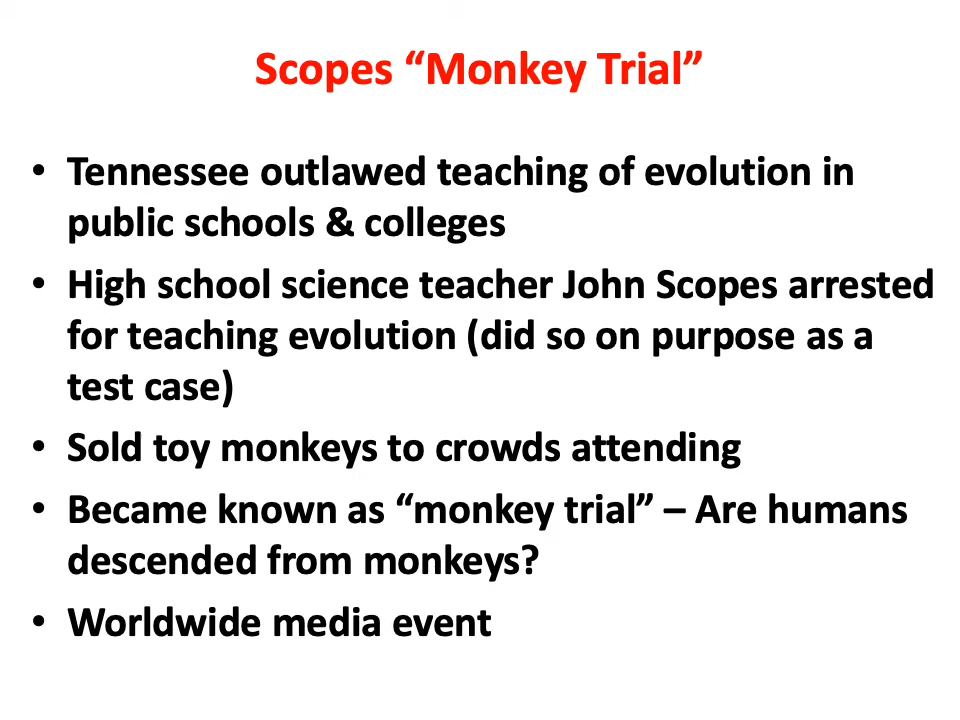 Scopes “Monkey Trial”
• Tennessee outlawed teaching of evolution in
public schools & colleges
• High school science teacher John Scopes arrested
for teaching evolution (did so on purpose as a
test case)
• Sold toy monkeys to crowds attending
• Became known as “monkey trial” – Are humans
descended from monkeys?
• Worldwide media event